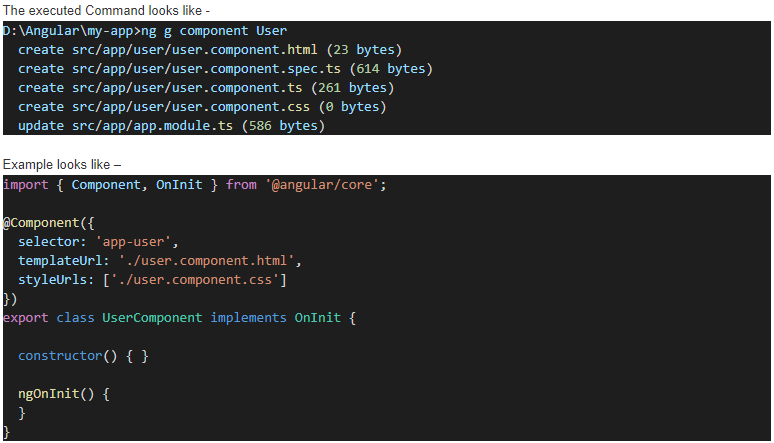 The executed Command looks like -
D:\Angular\my-app>ng g component User
  create src/app/user/user.component.html (23 bytes)
  create src/app/user/user.component.spec.ts (614 bytes)
  create src/app/user/user.component.ts (261 bytes)
  create src/app/user/user.component.css (0 bytes)
  update src/app/app.module.ts (586 bytes)
Example looks like –
import { Component, OnInit } from '@angular/core';
@Component({
  selector: 'app-user',
  templateUrl: './user.component.html',
  styleUrls: ['./user.component.css']
})
export class UserComponent implements OnInit {
  constructor() { }
  ngOnInit() {
  }
}